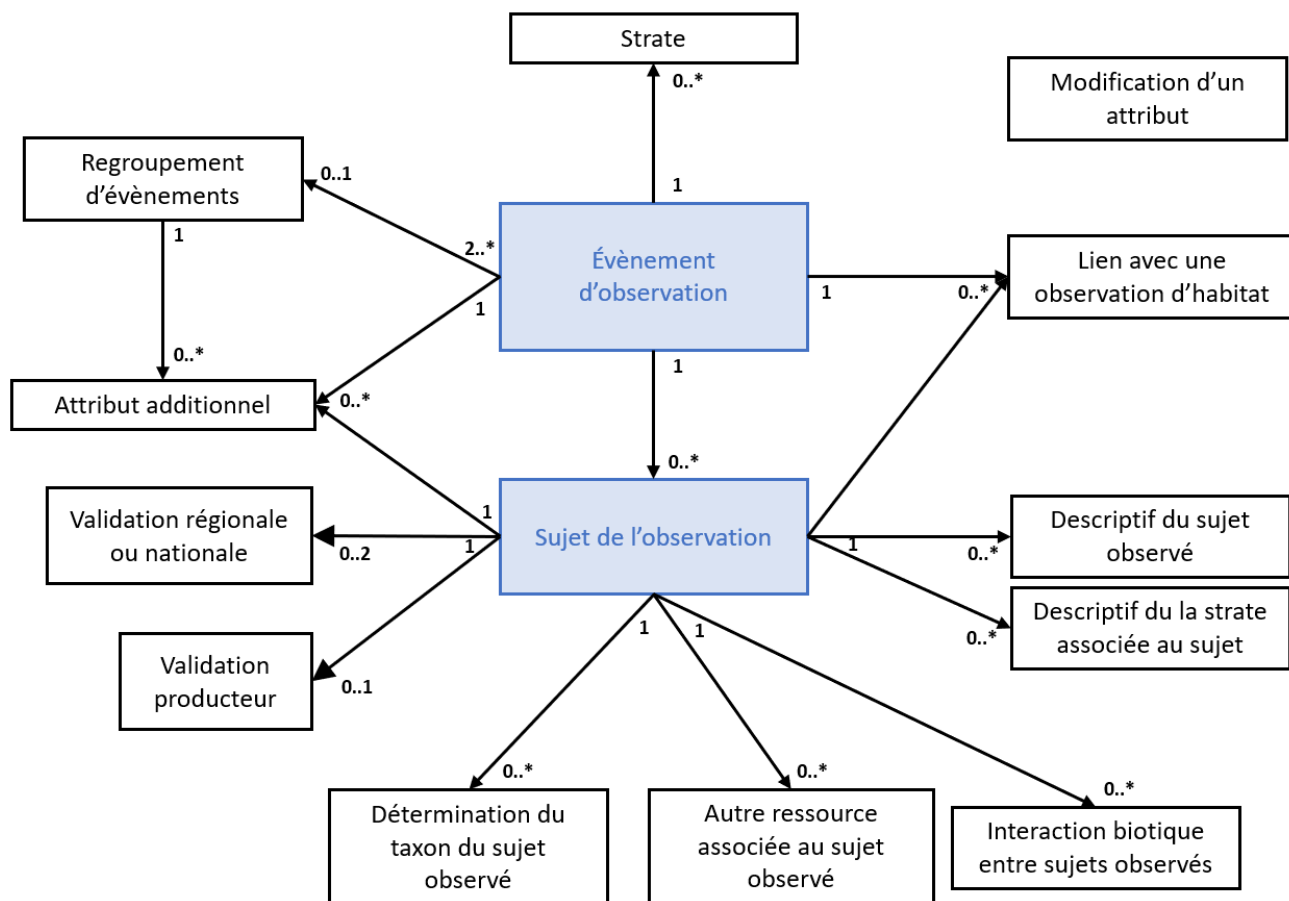 Strate
0..*
Modification d'un
attribut
Regroupement
d'évènements
0..1
1
1
2..*
Évènement
d'observation
1
1
0..*
Lien avec une
observation d'habitat
1
0..*
Attribut additionnel
0..*
0..*
1
Validation régionale
ou nationale
0..2
1
Sujet de l'observation
1
0..*
Descriptif du sujet
observé
Descriptif du la strate
associée au sujet
0..*
Validation
producteur
0..1
1
1
0..*
0..*
0..*
Détermination du
taxon du sujet
observé
Autre ressource
associée au sujet
observé
Interaction biotique
entre sujets observés